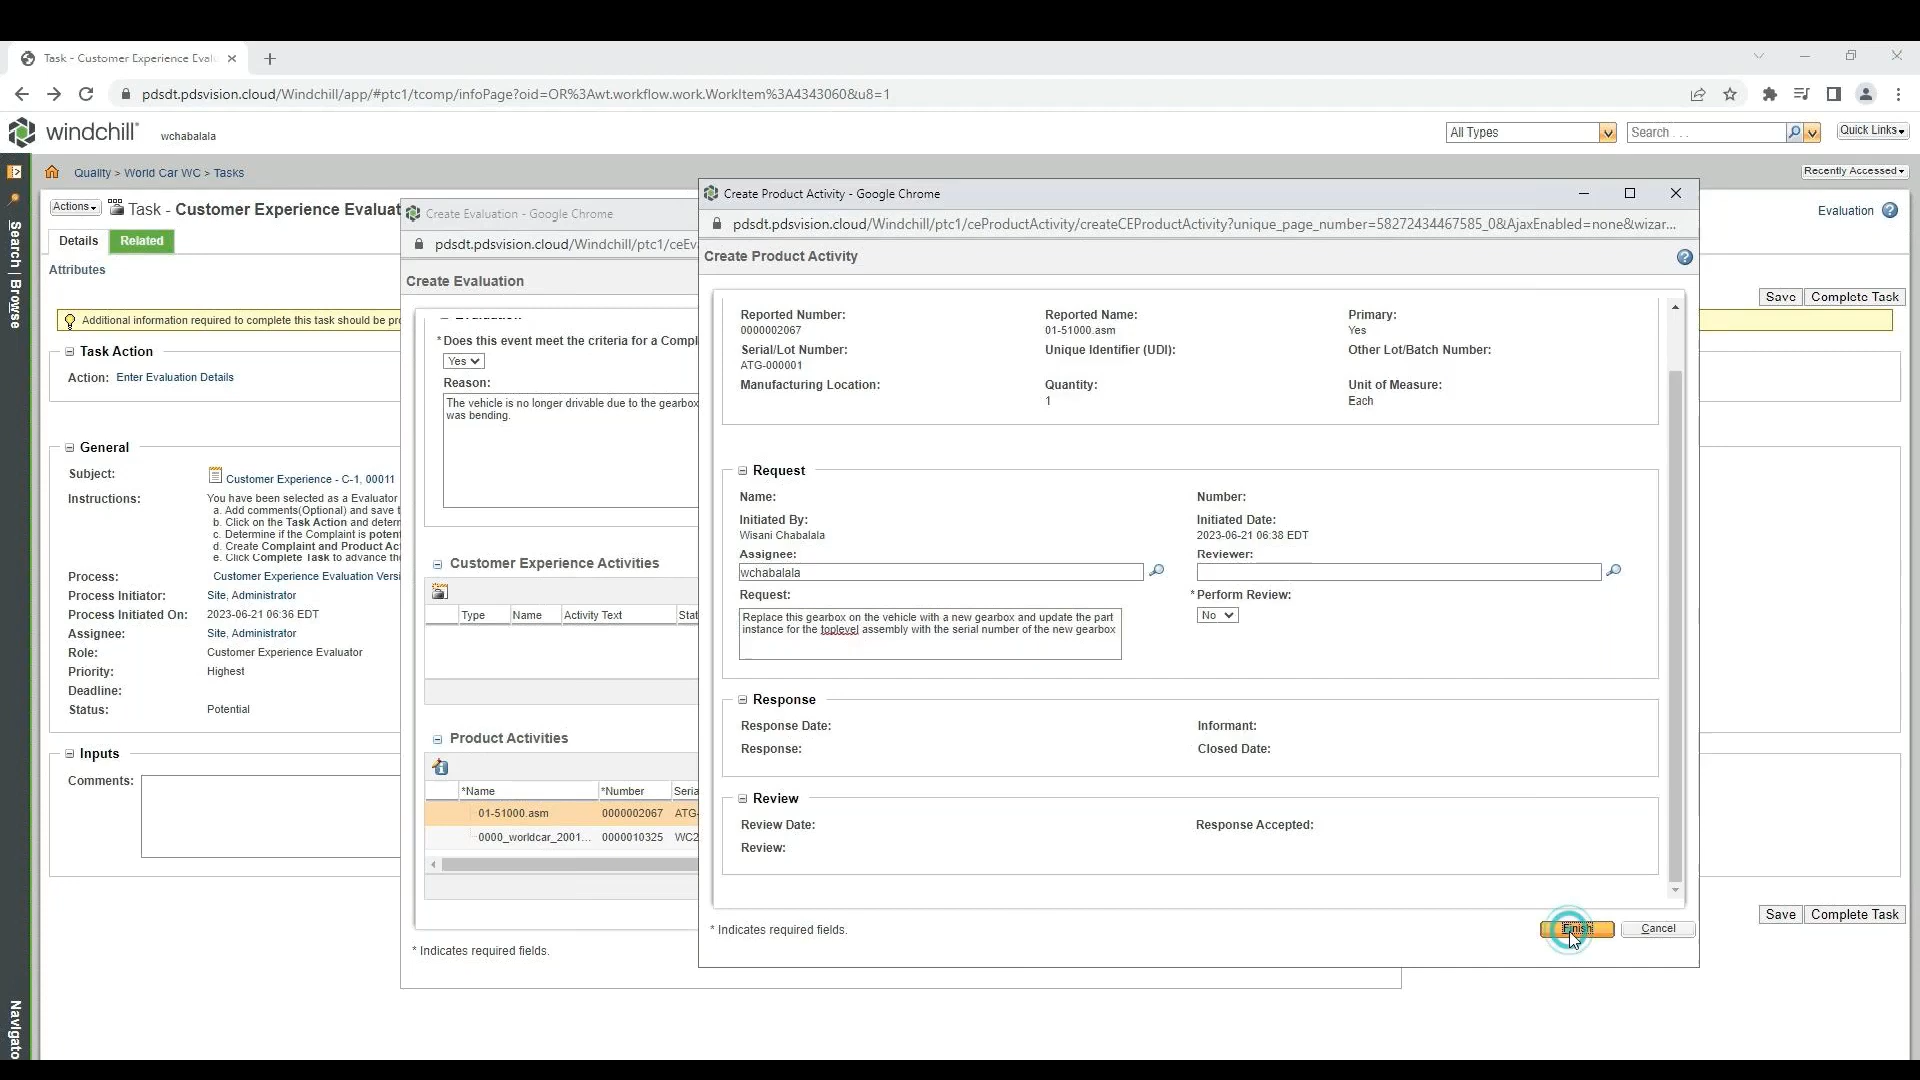 Task - Customer Experience Eval
pdsdt.pdsvision.cloud/Windchill/app/#ptc1/tcomp/infoPage?oid=OR%3Awt.workflow.work.WorkItem%3A4343060&u8=1
windchill
wchabalala
All Types
Search . . .
Quick Links
Quality > World Car WC > Tasks
Recently Accessed
Search | Browse
Navigato
Actions
Task - Customer Experience Evaluat
Evaluation
Details
Related
Attributes
Save
Complete Task
Additional information required to complete this task should be pr
Task Action
Action: Enter Evaluation Details
General
Subject: Customer Experience - C-1, 00011
Instructions: You have been selected as a Evaluator
a. Add comments(Optional) and save t
b. Click on the Task Action and determ
c. Determine if the Complaint is poten
d. Create Complaint and Product Ac
e. Click Complete Task to advance th
Process: Customer Experience Evaluation Versi
Process Initiator: Site, Administrator
Process Initiated On: 2023-06-21 06:36 EDT
Assignee: Site, Administrator
Role: Customer Experience Evaluator
Priority: Highest
Deadline:
Status: Potential
Inputs
Comments:
Save
Complete Task
Create Evaluation - Google Chrome
pdsdt.pdsvision.cloud/Windchill/ptc1/ceEv
Create Evaluation
Evaluation
*Does this event meet the criteria for a Compl
Yes
Reason:
The vehicle is no longer drivable due to the gearbox
was bending.
Customer Experience Activities
Type Name Activity Text Stat
Product Activities
*Name *Number Seria
01-51000.asm 0000002067 ATG-
0000_worldcar_2001... 0000010325 WC2
* Indicates required fields.
Create Product Activity - Google Chrome
pdsdt.pdsvision.cloud/Windchill/ptc1/ceProductActivity/createCEProductActivity?unique_page_number=58272434467585_0&AjaxEnabled=none&wizar...
Create Product Activity
Reported Number: Reported Name: Primary:
0000002067 01-51000.asm Yes
Serial/Lot Number: Unique Identifier (UDI): Other Lot/Batch Number:
ATG-000001
Manufacturing Location: Quantity: Unit of Measure:
1 Each
Request
Name: Number:
Initiated By: Initiated Date:
Wisani Chabalala 2023-06-21 06:38 EDT
Assignee: Reviewer:
wchabalala
Request: *Perform Review:
No
Replace this gearbox on the vehicle with a new gearbox and update the part
instance for the toplevel assembly with the serial number of the new gearbox
Response
Response Date: Informant:
Response: Closed Date:
Review
Review Date: Response Accepted:
Review:
* Indicates required fields.
Finish
Cancel